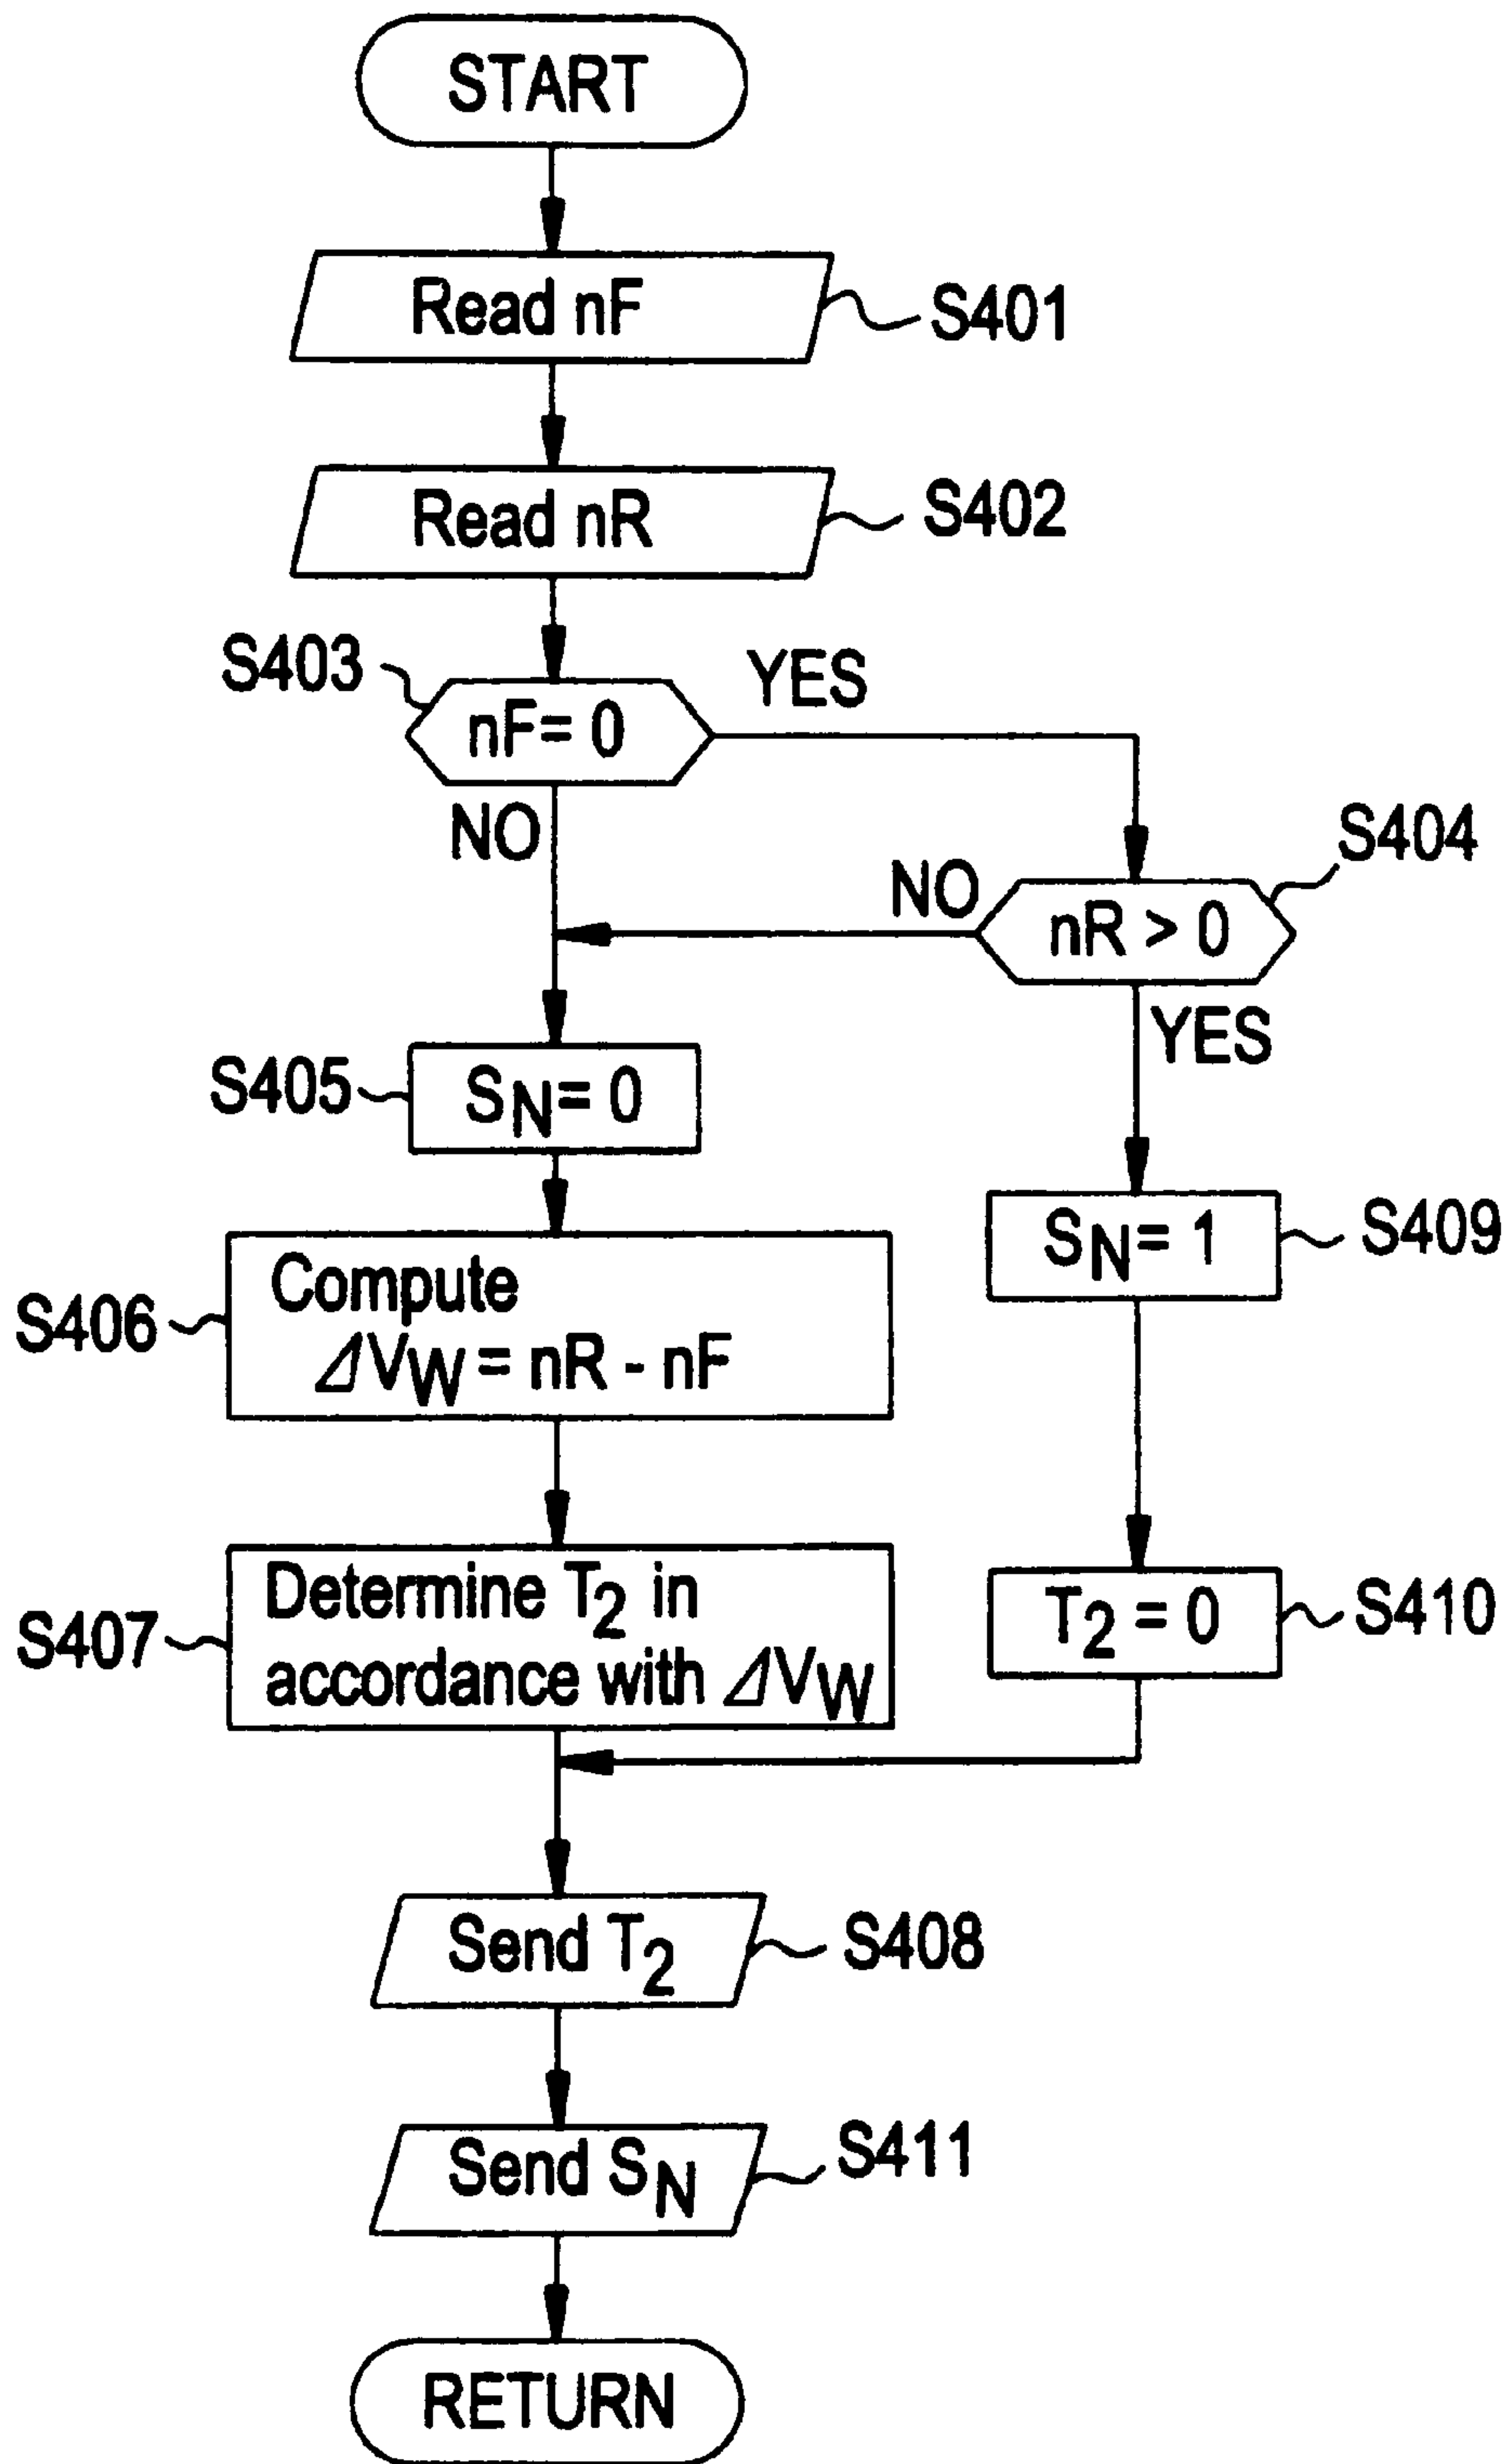 START
Read nF
S401
Read nR
S402
S403
nF= 0
YES
NO
S404
nR > 0
NO
YES
S405
SN= 0
S409
SN= 1
S406
Compute
ΔVW= nR - nF
S407
Determine T2 in
accordance with ΔVW
T2 = 0
S410
Send T2
S408
Send SN
S411
RETURN